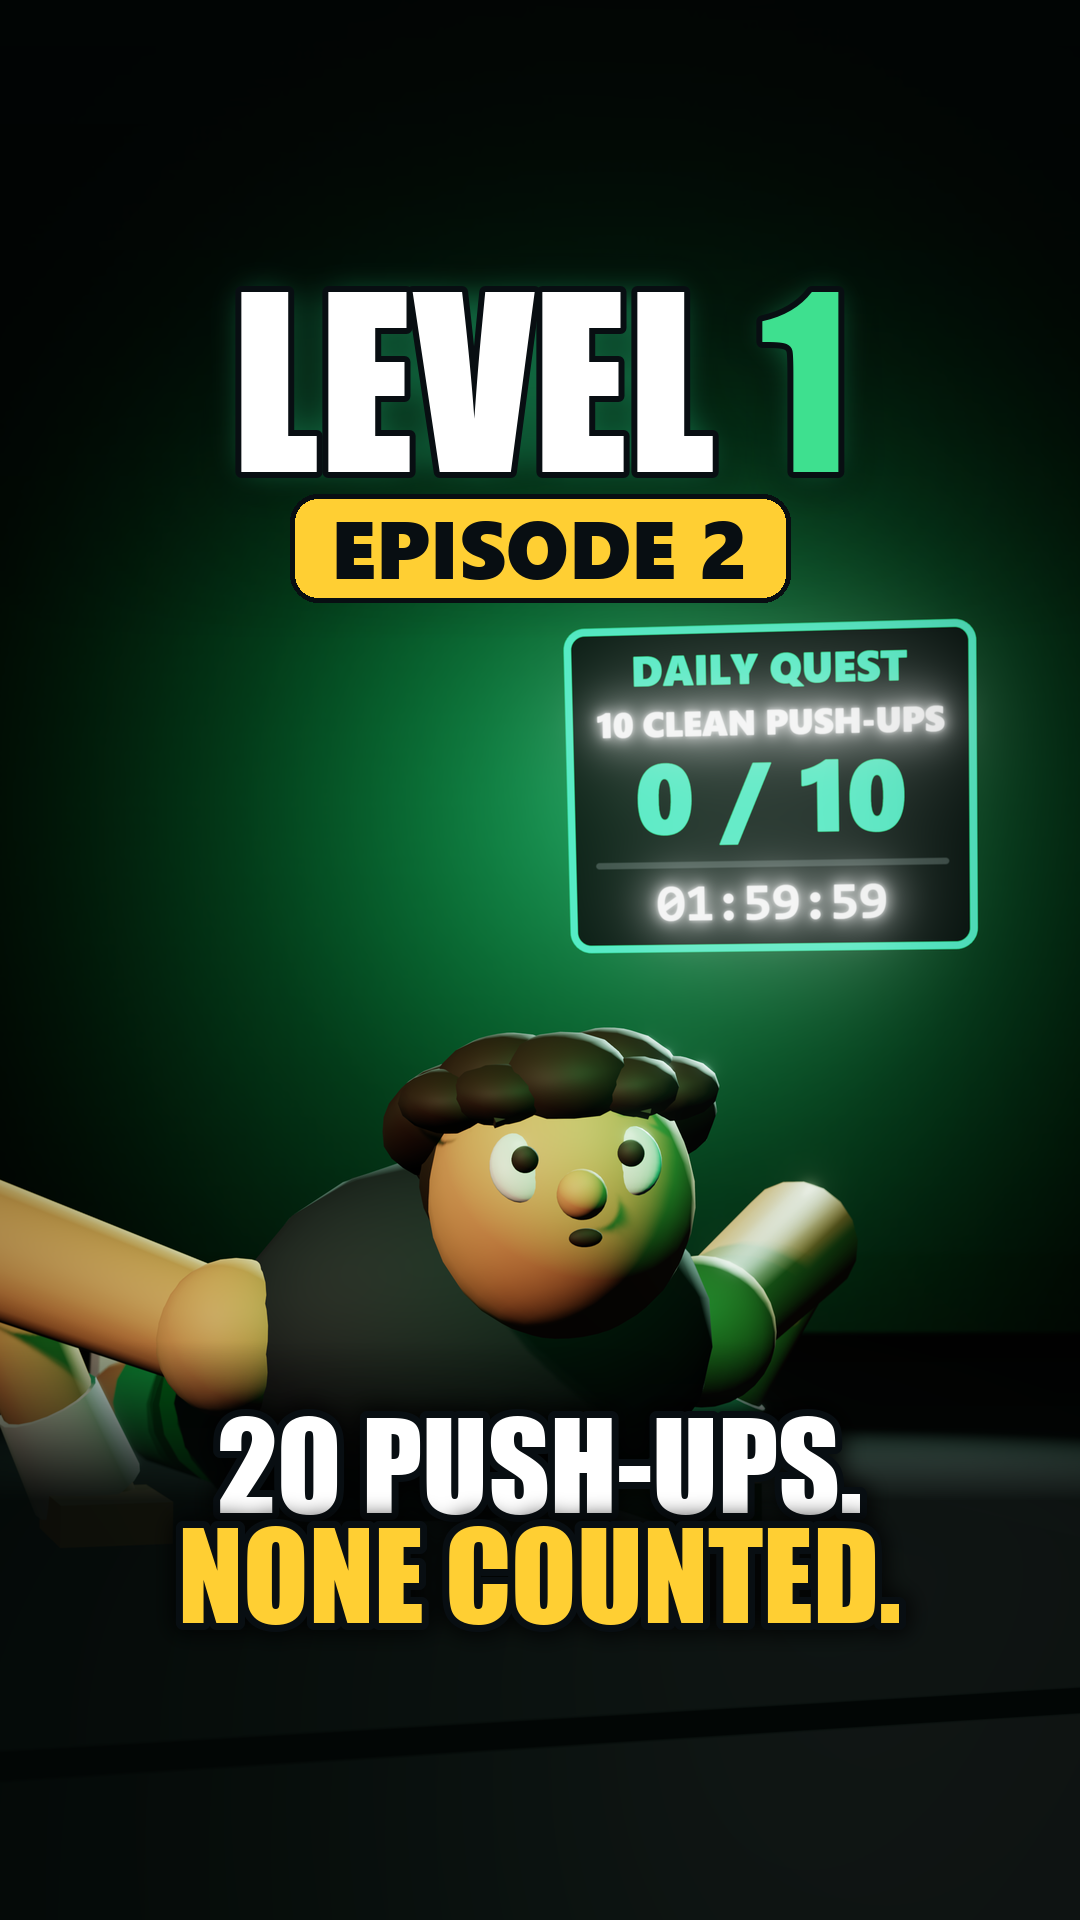 LEVEL 1
EPISODE 2
DAILY QUEST
10 CLEAN PUSH-UPS
0 / 10
01:59:59
20 PUSH-UPS.
NONE COUNTED.